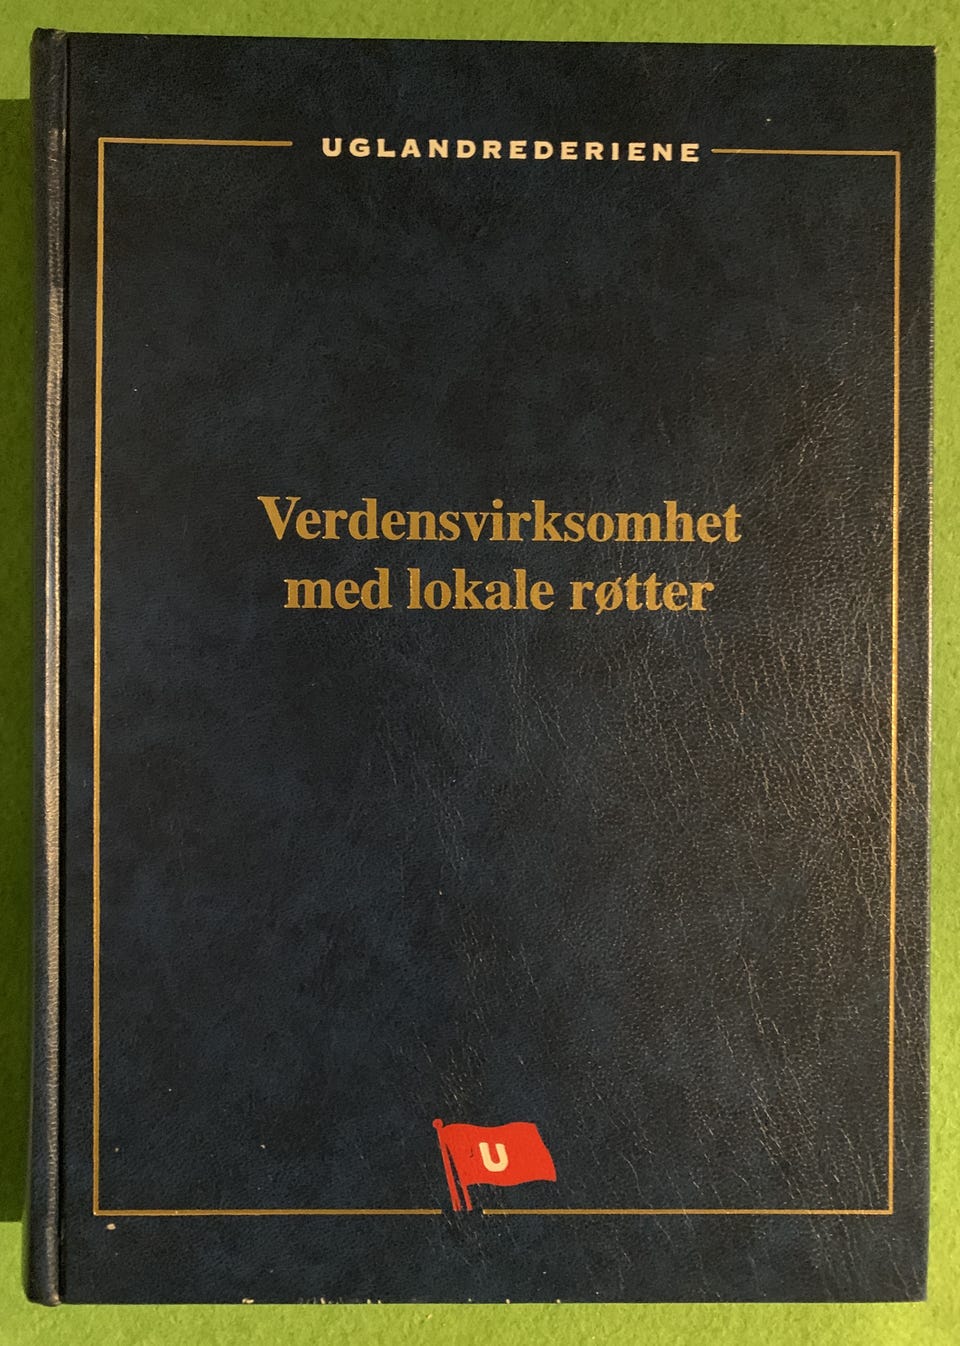 UGLANDREDERIENE
Verdensvirksomhet
med lokale røtter
U